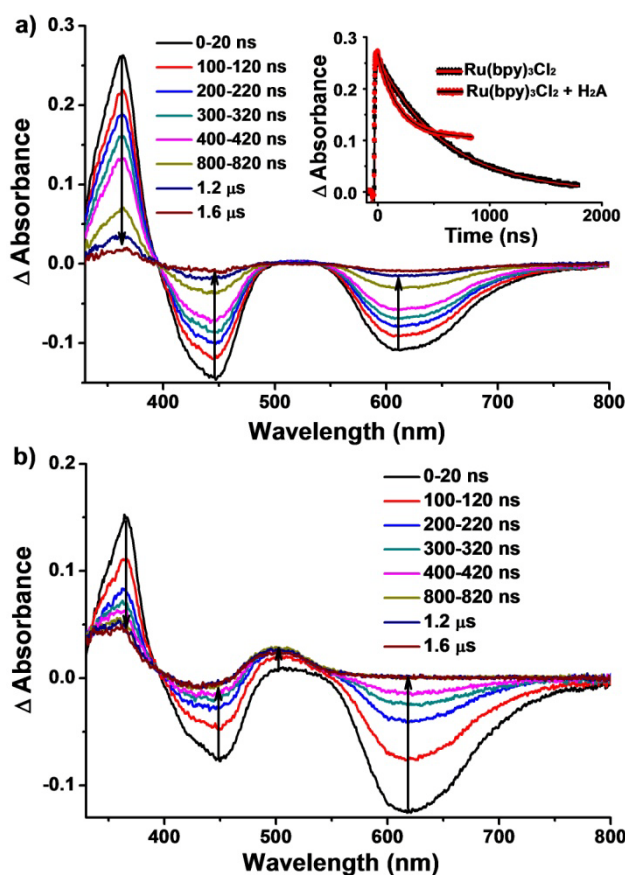 a)
0-20 ns
100-120 ns
200-220 ns
300-320 ns
400-420 ns
800-820 ns
1.2 μs
1.6 μs
Δ Absorbance
0.3
0.2
0.1
0.0
-0.1
400 500 600 700 800
Wavelength (nm)
Δ Absorbance
0.3
0.2
0.1
0.0
0 1000 2000
Time (ns)
Ru(bpy)₃Cl₂
Ru(bpy)₃Cl₂ + H₂A
b)
0-20 ns
100-120 ns
200-220 ns
300-320 ns
400-420 ns
800-820 ns
1.2 μs
1.6 μs
Δ Absorbance
0.2
0.1
0.0
-0.1
400 500 600 700 800
Wavelength (nm)